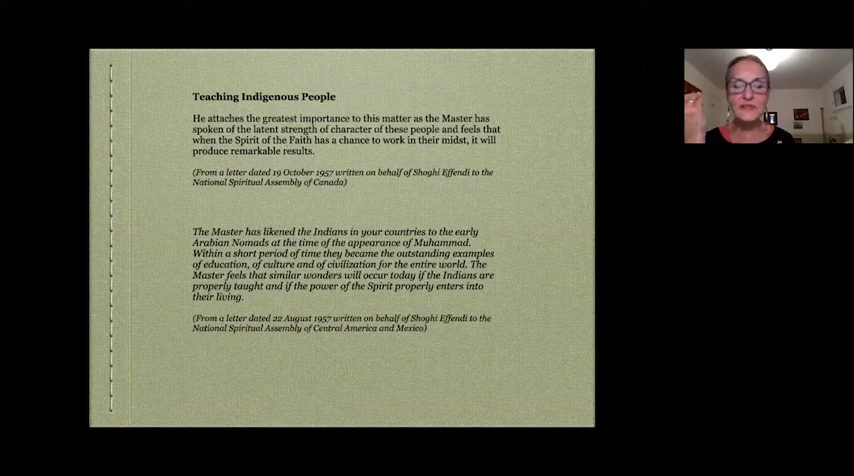 Teaching Indigenous People
He attaches the greatest importance to this matter as the Master has
spoken of the latent strength of character of these people and feels that
when the Spirit of the Faith has a chance to work in their midst, it will
produce remarkable results.
(From a letter dated 19 October 1957 written on behalf of Shoghi Effendi to the
National Spiritual Assembly of Canada)
The Master has likened the Indians in your countries to the early
Arabian Nomads at the time of the appearance of Muhammad.
Within a short period of time they became the outstanding examples
of education, of culture and of civilization for the entire world. The
Master feels that similar wonders will occur today if the Indians are
properly taught and if the power of the Spirit properly enters into
their living.
(From a letter dated 22 August 1957 written on behalf of Shoghi Effendi to the
National Spiritual Assembly of Central America and Mexico)